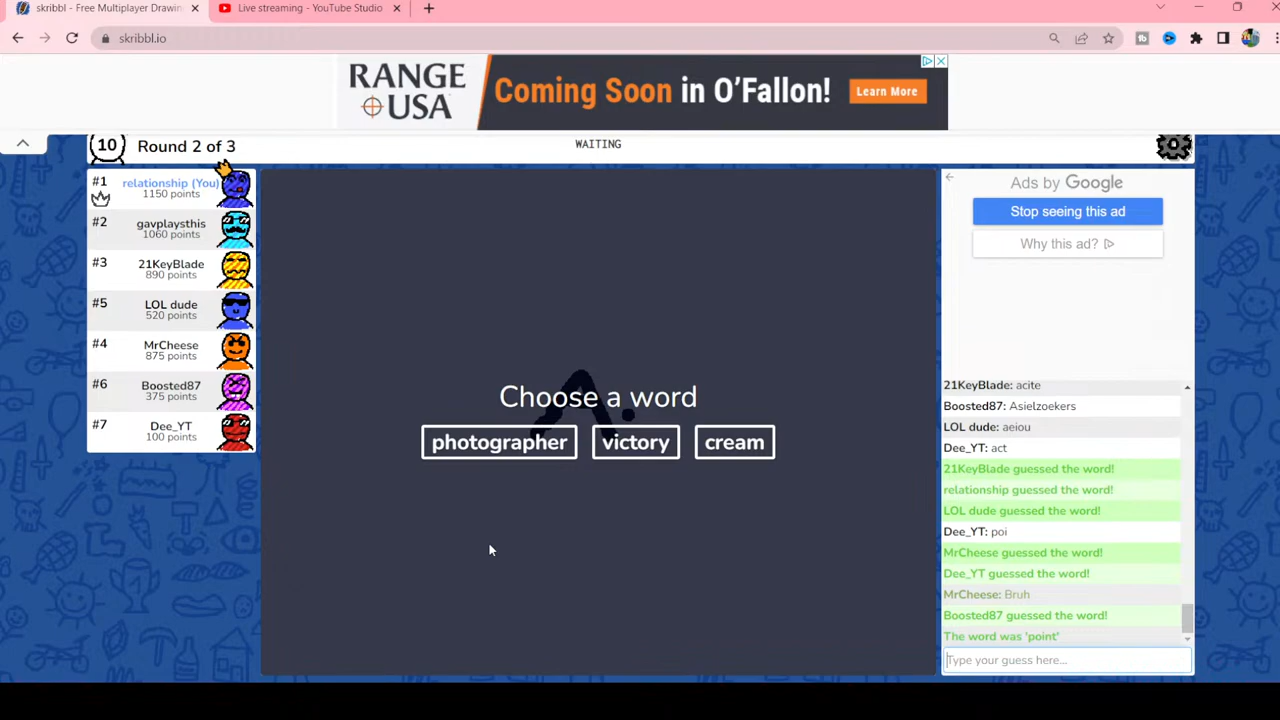 skribbl - Free Multiplayer Drawin
Live streaming - YouTube Studio
skribbl.io
RANGE
USA
Coming Soon in O'Fallon!
Learn More
10
Round 2 of 3
WAITING
#1
relationship (You)
1150 points
#2
gavplaysthis
1060 points
#3
21KeyBlade
890 points
#5
LOL dude
520 points
#4
MrCheese
875 points
#6
Boosted87
375 points
#7
Dee_YT
100 points
Choose a word
photographer
victory
cream
A.
Ads by Google
Stop seeing this ad
Why this ad?
21KeyBlade: acite
Boosted87: Asielzoekers
LOL dude: aeiou
Dee_YT: act
21KeyBlade guessed the word!
relationship guessed the word!
LOL dude guessed the word!
Dee_YT: poi
MrCheese guessed the word!
Dee_YT guessed the word!
MrCheese: Bruh
Boosted87 guessed the word!
The word was 'point'
Type your guess here...